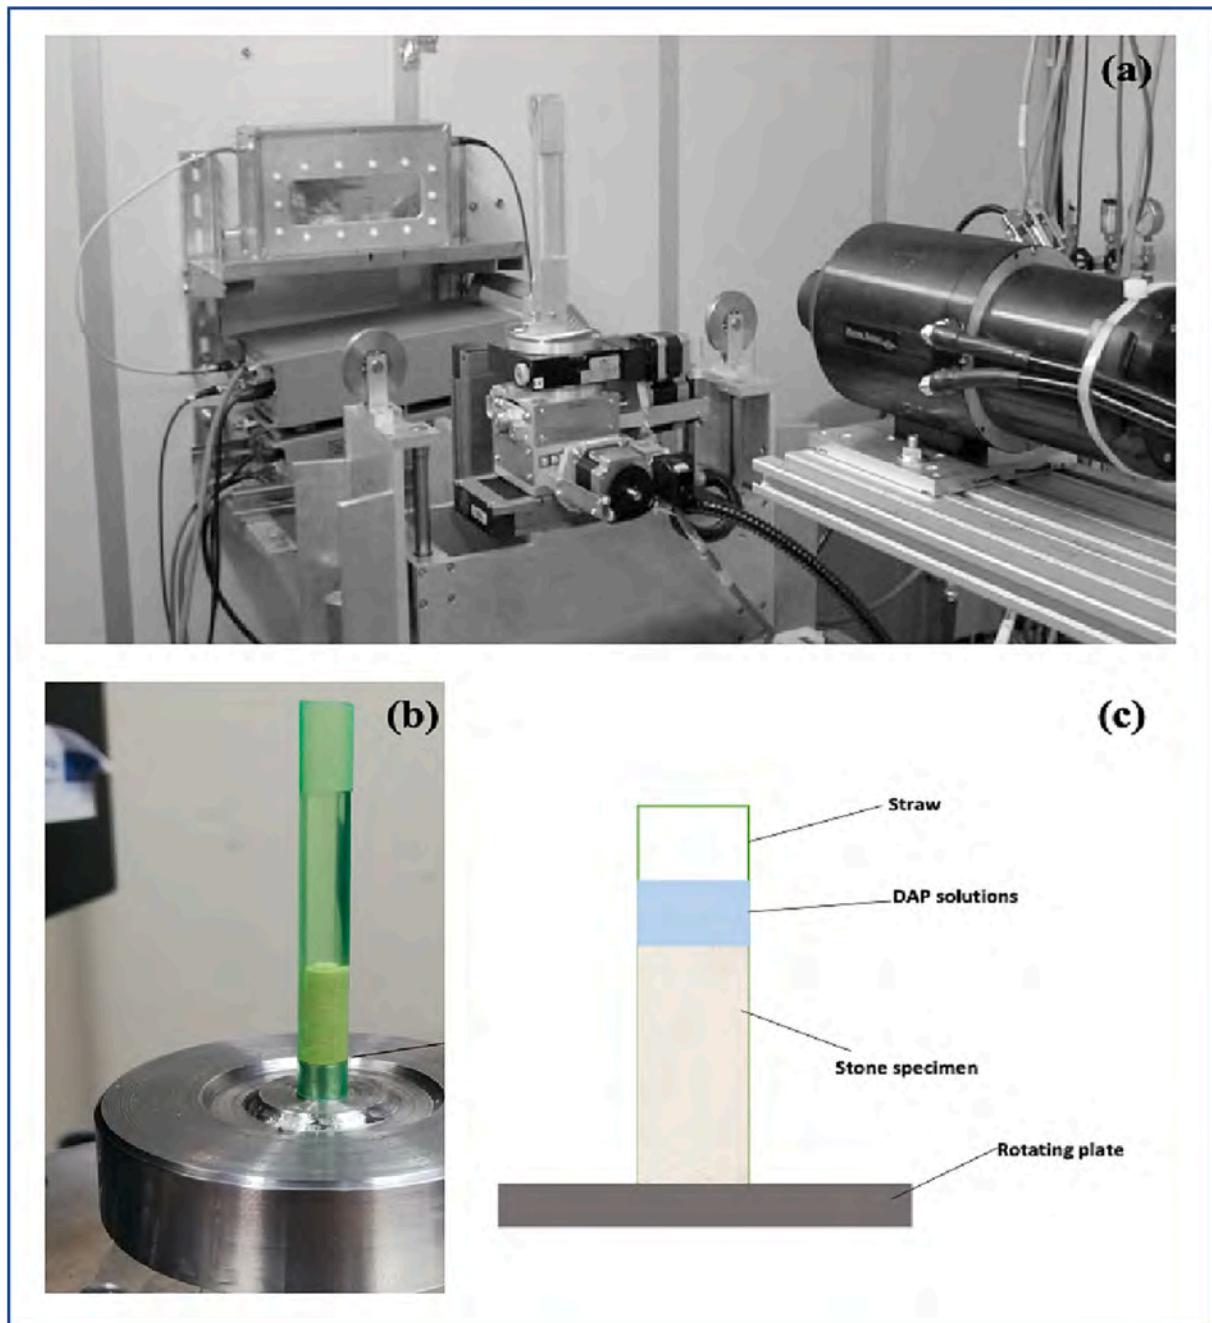 (a)
(b)
(c)
Straw
DAP solutions
Stone specimen
Rotating plate